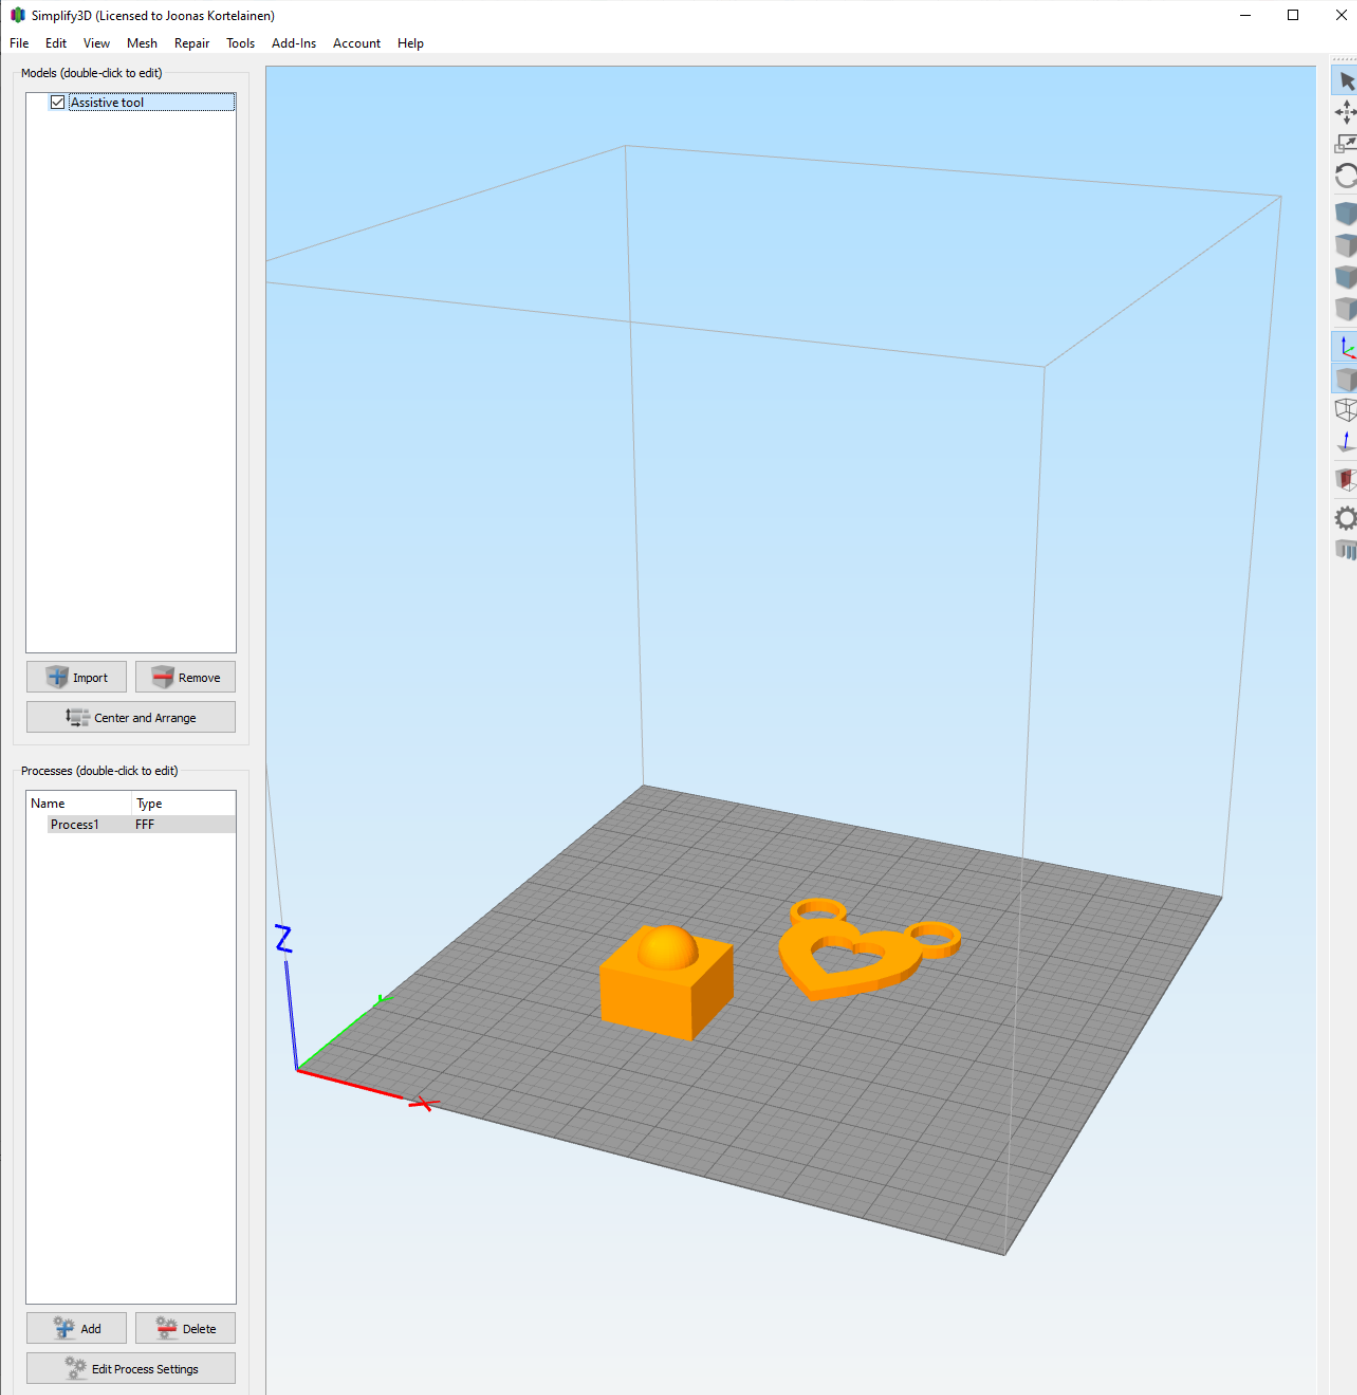 Simplify3D (Licensed to Joonas Kortelainen)
File Edit View Mesh Repair Tools Add-Ins Account Help
Models (double-click to edit)
Assistive tool
Import Remove
Center and Arrange
Processes (double-click to edit)
Name Type
Process1 FFF
Add Delete
Edit Process Settings
Z
Y
X